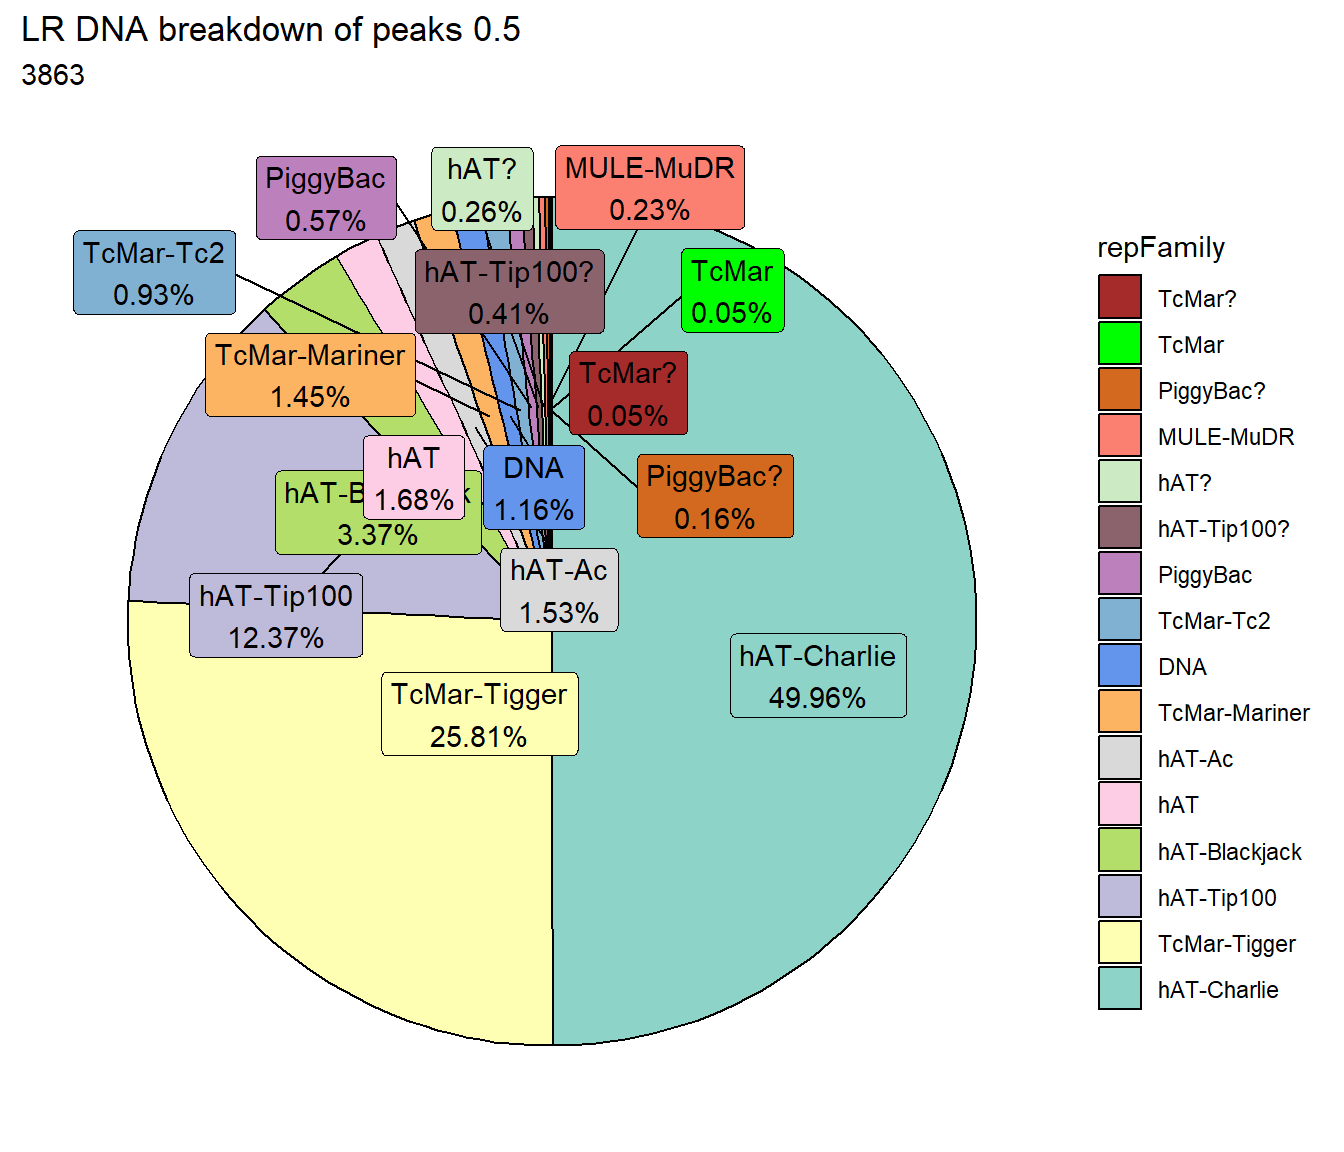 LR DNA breakdown of peaks 0.5
3863
PiggyBac
0.57%
hAT?
0.26%
MULE-MuDR
0.23%
TcMar-Tc2
0.93%
hAT-Tip100?
0.41%
TcMar
0.05%
TcMar-Mariner
1.45%
TcMar?
0.05%
hAT
1.68%
DNA
1.16%
PiggyBac?
0.16%
3.37%
hAT-Ac
1.53%
hAT-Tip100
12.37%
hAT-Charlie
49.96%
TcMar-Tigger
25.81%
repFamily
TcMar?
TcMar
PiggyBac?
MULE-MuDR
hAT?
hAT-Tip100?
PiggyBac
TcMar-Tc2
DNA
TcMar-Mariner
hAT-Ac
hAT
hAT-Blackjack
hAT-Tip100
TcMar-Tigger
hAT-Charlie